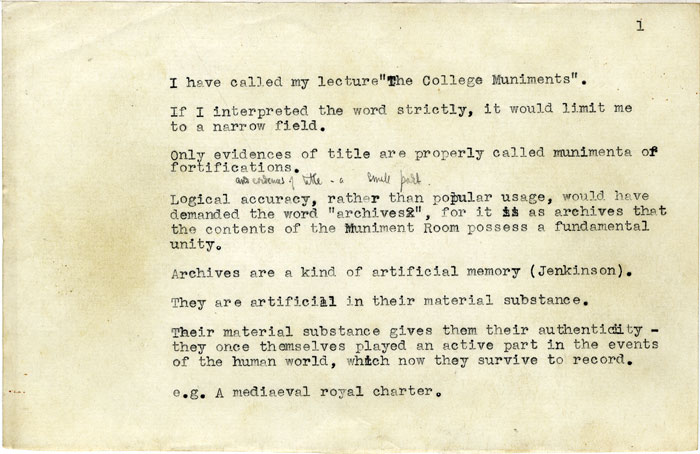 1
I have called my lecture"The College Muniments".
If I interpreted the word strictly, it would limit me
to a narrow field.
Only evidences of title are properly called munimenta of
fortifications.
and evidences of title - a small part.
Logical accuracy, rather than popular usage, would have
demanded the word "archives", for it is as archives that
the contents of the Muniment Room possess a fundamental
unity.
Archives are a kind of artificial memory (Jenkinson).
They are artificial in their material substance.
Their material substance gives them their authenticity -
they once themselves played an active part in the events
of the human world, which now they survive to record.
e.g. A mediaeval royal charter.